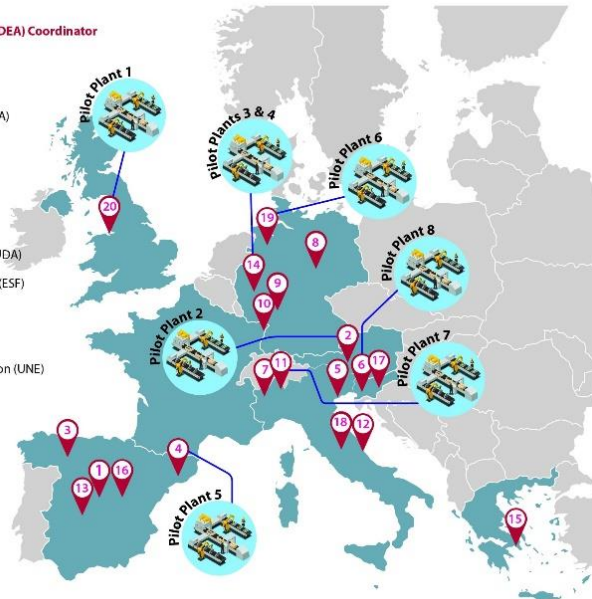 DEA) Coordinator
Pilot Plant 1
A)
Pilot Plants 3 & 4
Pilot Plant 6
20
19
8
UDA)
Pilot Plant 8
14
(ESF)
9
10
Pilot Plant 2
2
Pilot Plant 7
on (UNE)
7
11
5
6
17
3
18
12
4
1
16
13
15
Pilot Plant 5